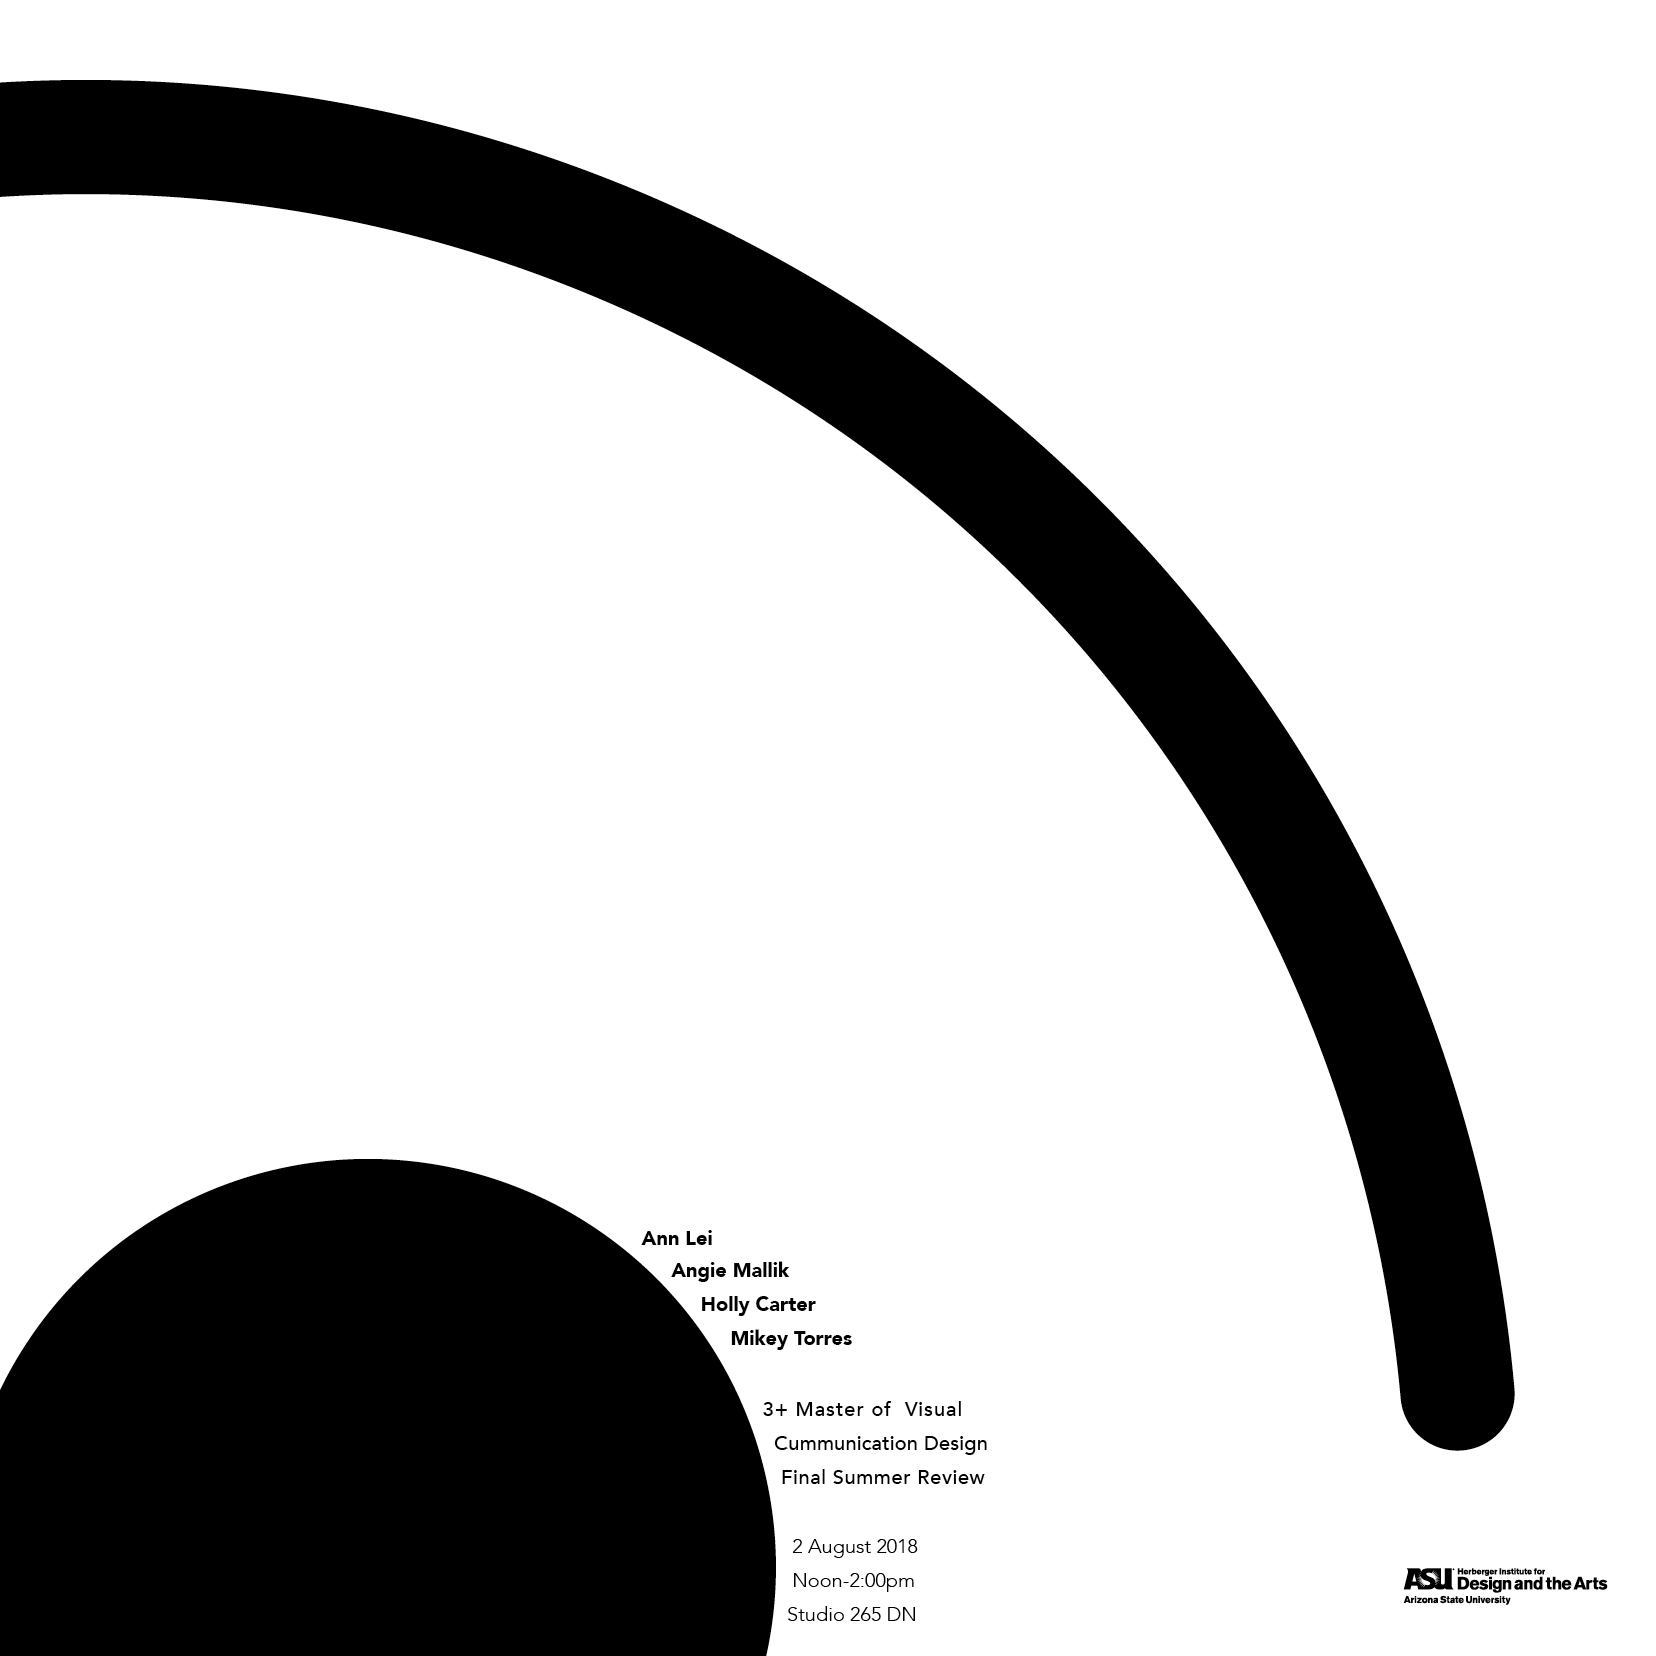 Ann Lei
Angie Mallik
Holly Carter
Mikey Torres
3+ Master of Visual
Cummunication Design
Final Summer Review
2 August 2018
Noon-2:00pm
Studio 265 DN
ASU Herberger Institute for
Design and the Arts
Arizona State University